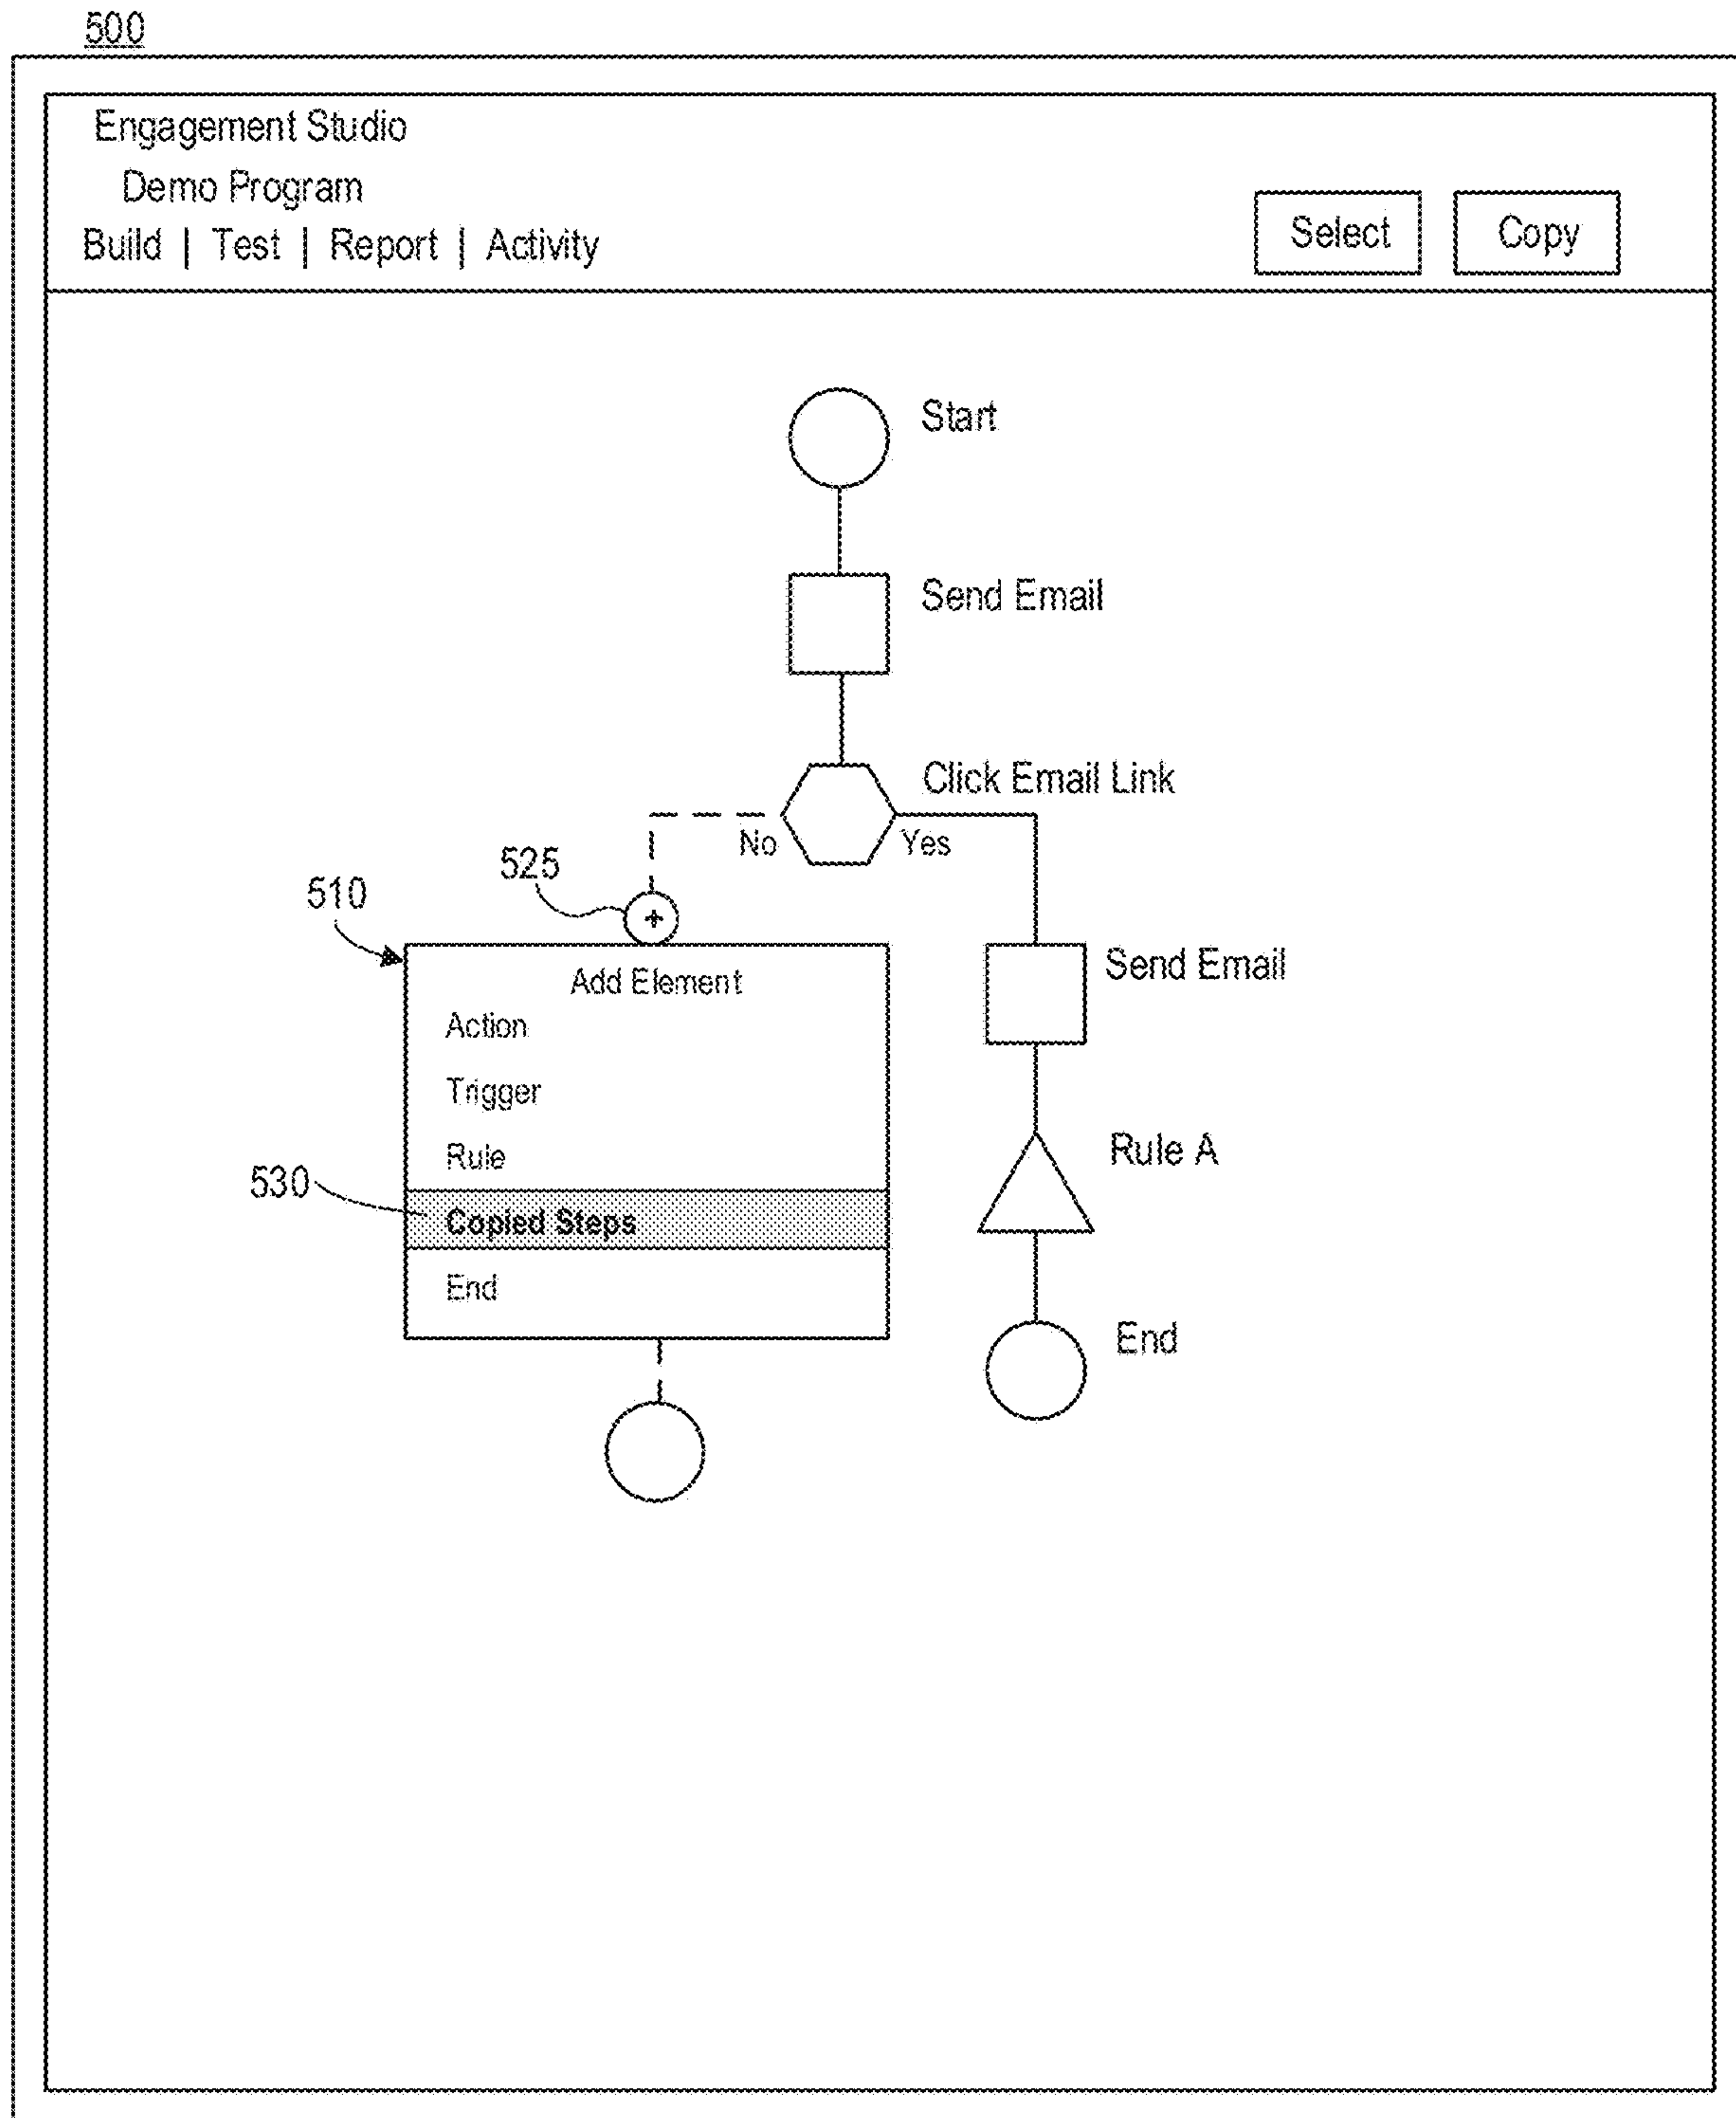 500
Engagement Studio
Demo Program
Build | Test | Report | Activity
Select
Copy
Start
Send Email
Click Email Link
No
Yes
525
+
510
Add Element
Action
Trigger
Rule
530
Copied Steps
End
Send Email
Rule A
End